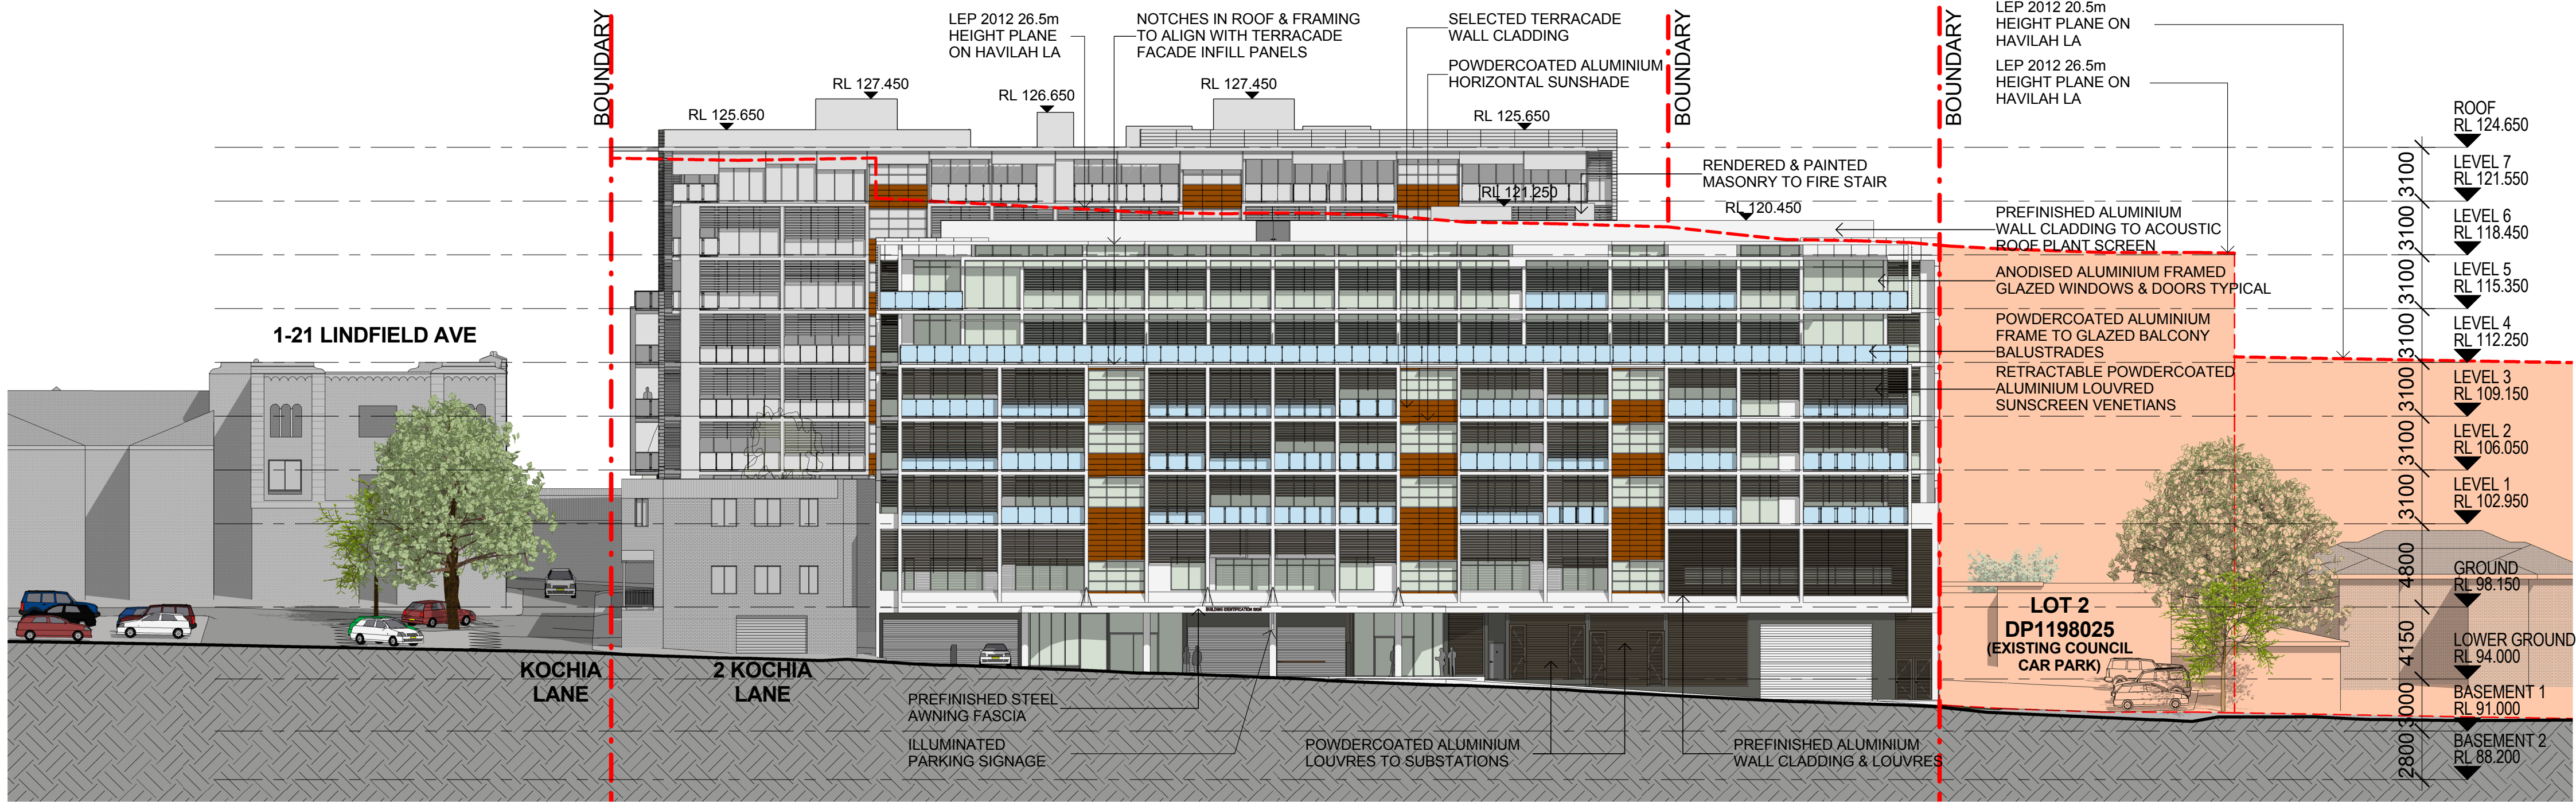 BOUNDARY
LEP 2012 26.5m
HEIGHT PLANE
ON HAVILAH LA
NOTCHES IN ROOF & FRAMING
TO ALIGN WITH TERRACADE
FACADE INFILL PANELS
SELECTED TERRACADE
WALL CLADDING
POWDERCOATED ALUMINIUM
HORIZONTAL SUNSHADE
BOUNDARY
BOUNDARY
LEP 2012 20.5m
HEIGHT PLANE ON
HAVILAH LA
LEP 2012 26.5m
HEIGHT PLANE ON
HAVILAH LA
RL 125.650
RL 127.450
RL 126.650
RL 127.450
RL 125.650
RENDERED & PAINTED
MASONRY TO FIRE STAIR
RL 121.250
RL 120.450
PREFINISHED ALUMINIUM
WALL CLADDING TO ACOUSTIC
ROOF PLANT SCREEN
ANODISED ALUMINIUM FRAMED
GLAZED WINDOWS & DOORS TYPICAL
POWDERCOATED ALUMINIUM
FRAME TO GLAZED BALCONY
BALUSTRADES
RETRACTABLE POWDERCOATED
ALUMINIUM LOUVRED
SUNSCREEN VENETIANS
ROOF
RL 124.650
3100
LEVEL 7
RL 121.550
3100
LEVEL 6
RL 118.450
3100
LEVEL 5
RL 115.350
3100
LEVEL 4
RL 112.250
3100
LEVEL 3
RL 109.150
3100
LEVEL 2
RL 106.050
3100
LEVEL 1
RL 102.950
4800
GROUND
RL 98.150
4150
LOWER GROUND
RL 94.000
3000
BASEMENT 1
RL 91.000
2800
BASEMENT 2
RL 88.200
1-21 LINDFIELD AVE
BUILDING IDENTIFICATION SIGN
LOT 2
DP1198025
(EXISTING COUNCIL
CAR PARK)
KOCHIA
LANE
2 KOCHIA
LANE
PREFINISHED STEEL
AWNING FASCIA
ILLUMINATED
PARKING SIGNAGE
POWDERCOATED ALUMINIUM
LOUVRES TO SUBSTATIONS
PREFINISHED ALUMINIUM
WALL CLADDING & LOUVRES